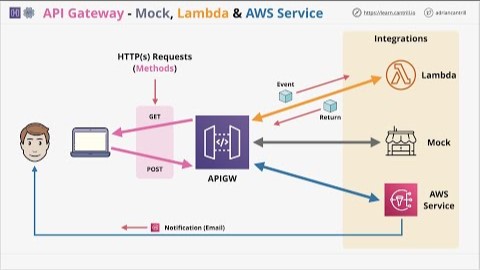 API Gateway - Mock, Lambda & AWS Service
https://learn.cantrill.io
adriancantrill
Integrations
HTTP(s) Requests
(Methods)
Event
Lambda
Return
GET
Mock
POST
APIGW
AWS
Service
Notification (Email)